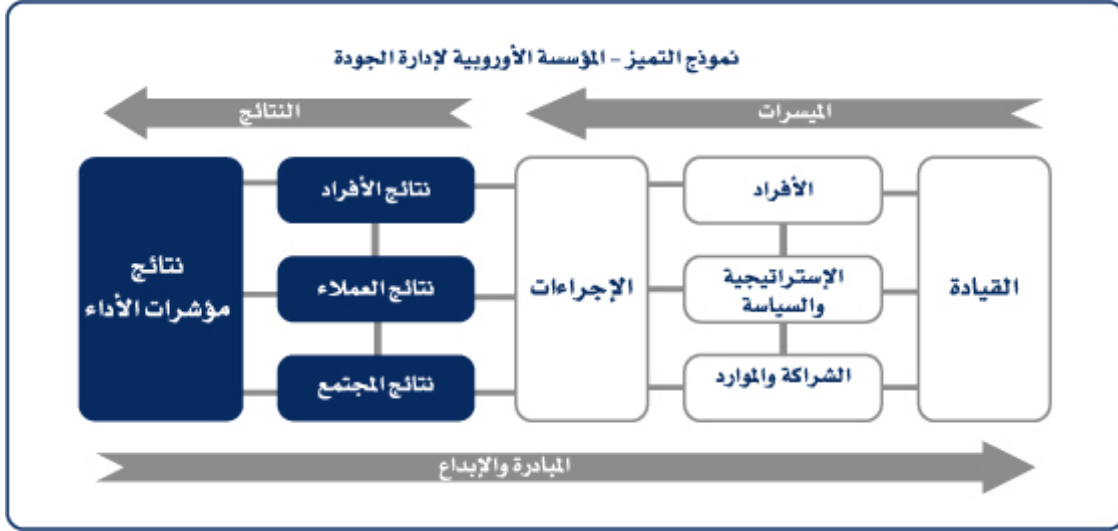 نموذج التميز - المؤسسة الأوروبية لإدارة الجودة
الميسرات
النتائج
القيادة
الأفراد
الإستراتيجية
والسياسة
الشراكة والموارد
الإجراءات
نتائج الأفراد
نتائج العملاء
نتائج المجتمع
نتائج
مؤشرات الأداء
المبادرة والإبداع